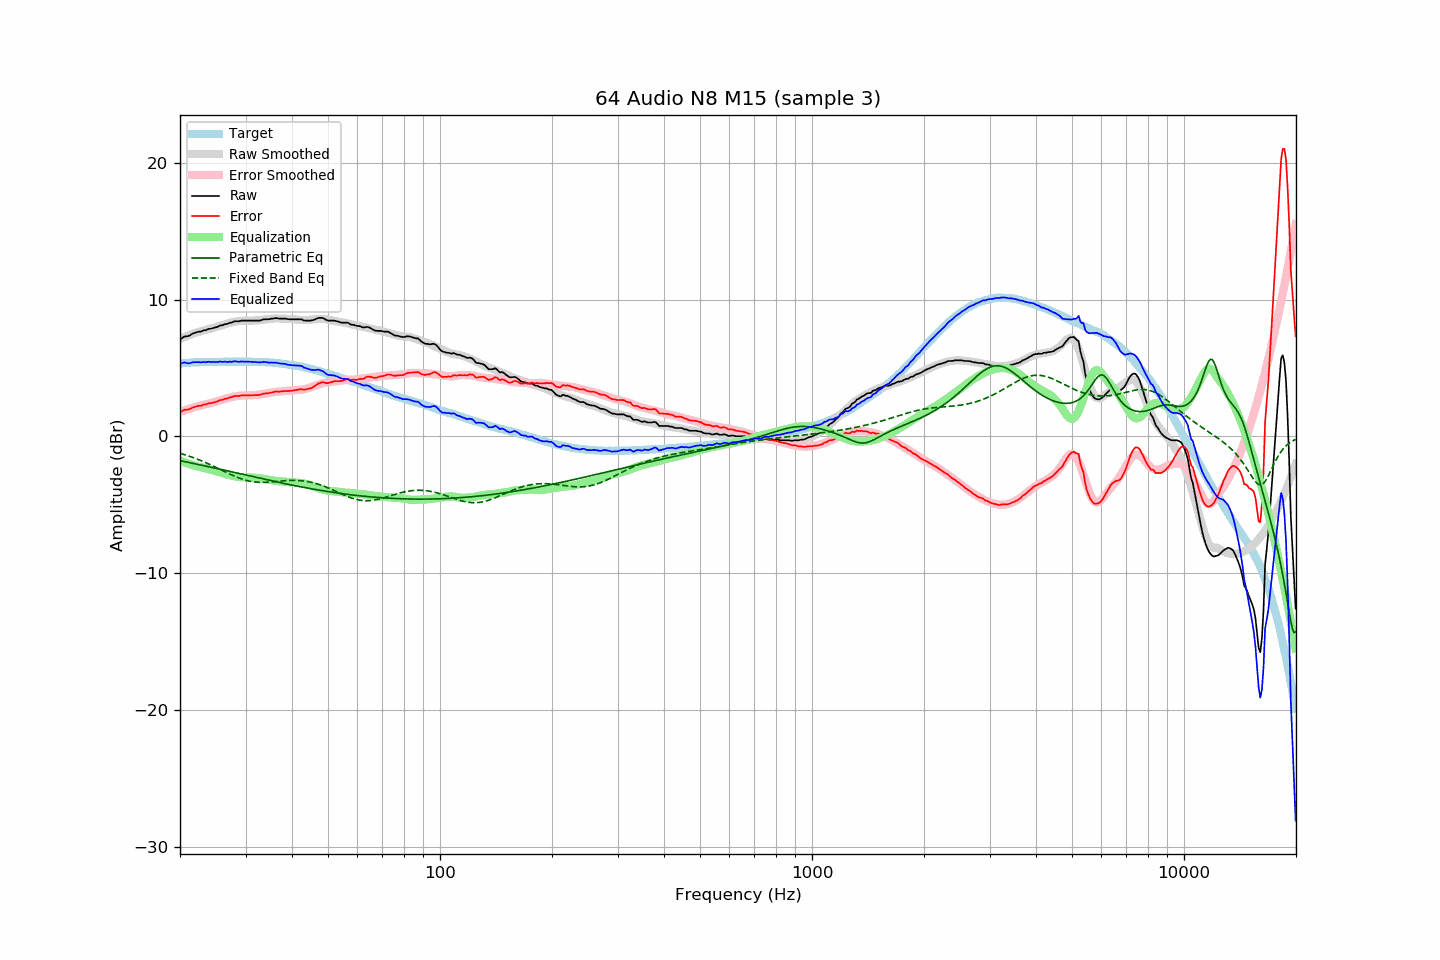 64 Audio N8 M15 (sample 3)
Target
Raw Smoothed
Error Smoothed
Raw
Error
Equalization
Parametric Eq
Fixed Band Eq
Equalized
20
10
0
−10
−20
−30
Amplitude (dBr)
100
1000
10000
Frequency (Hz)